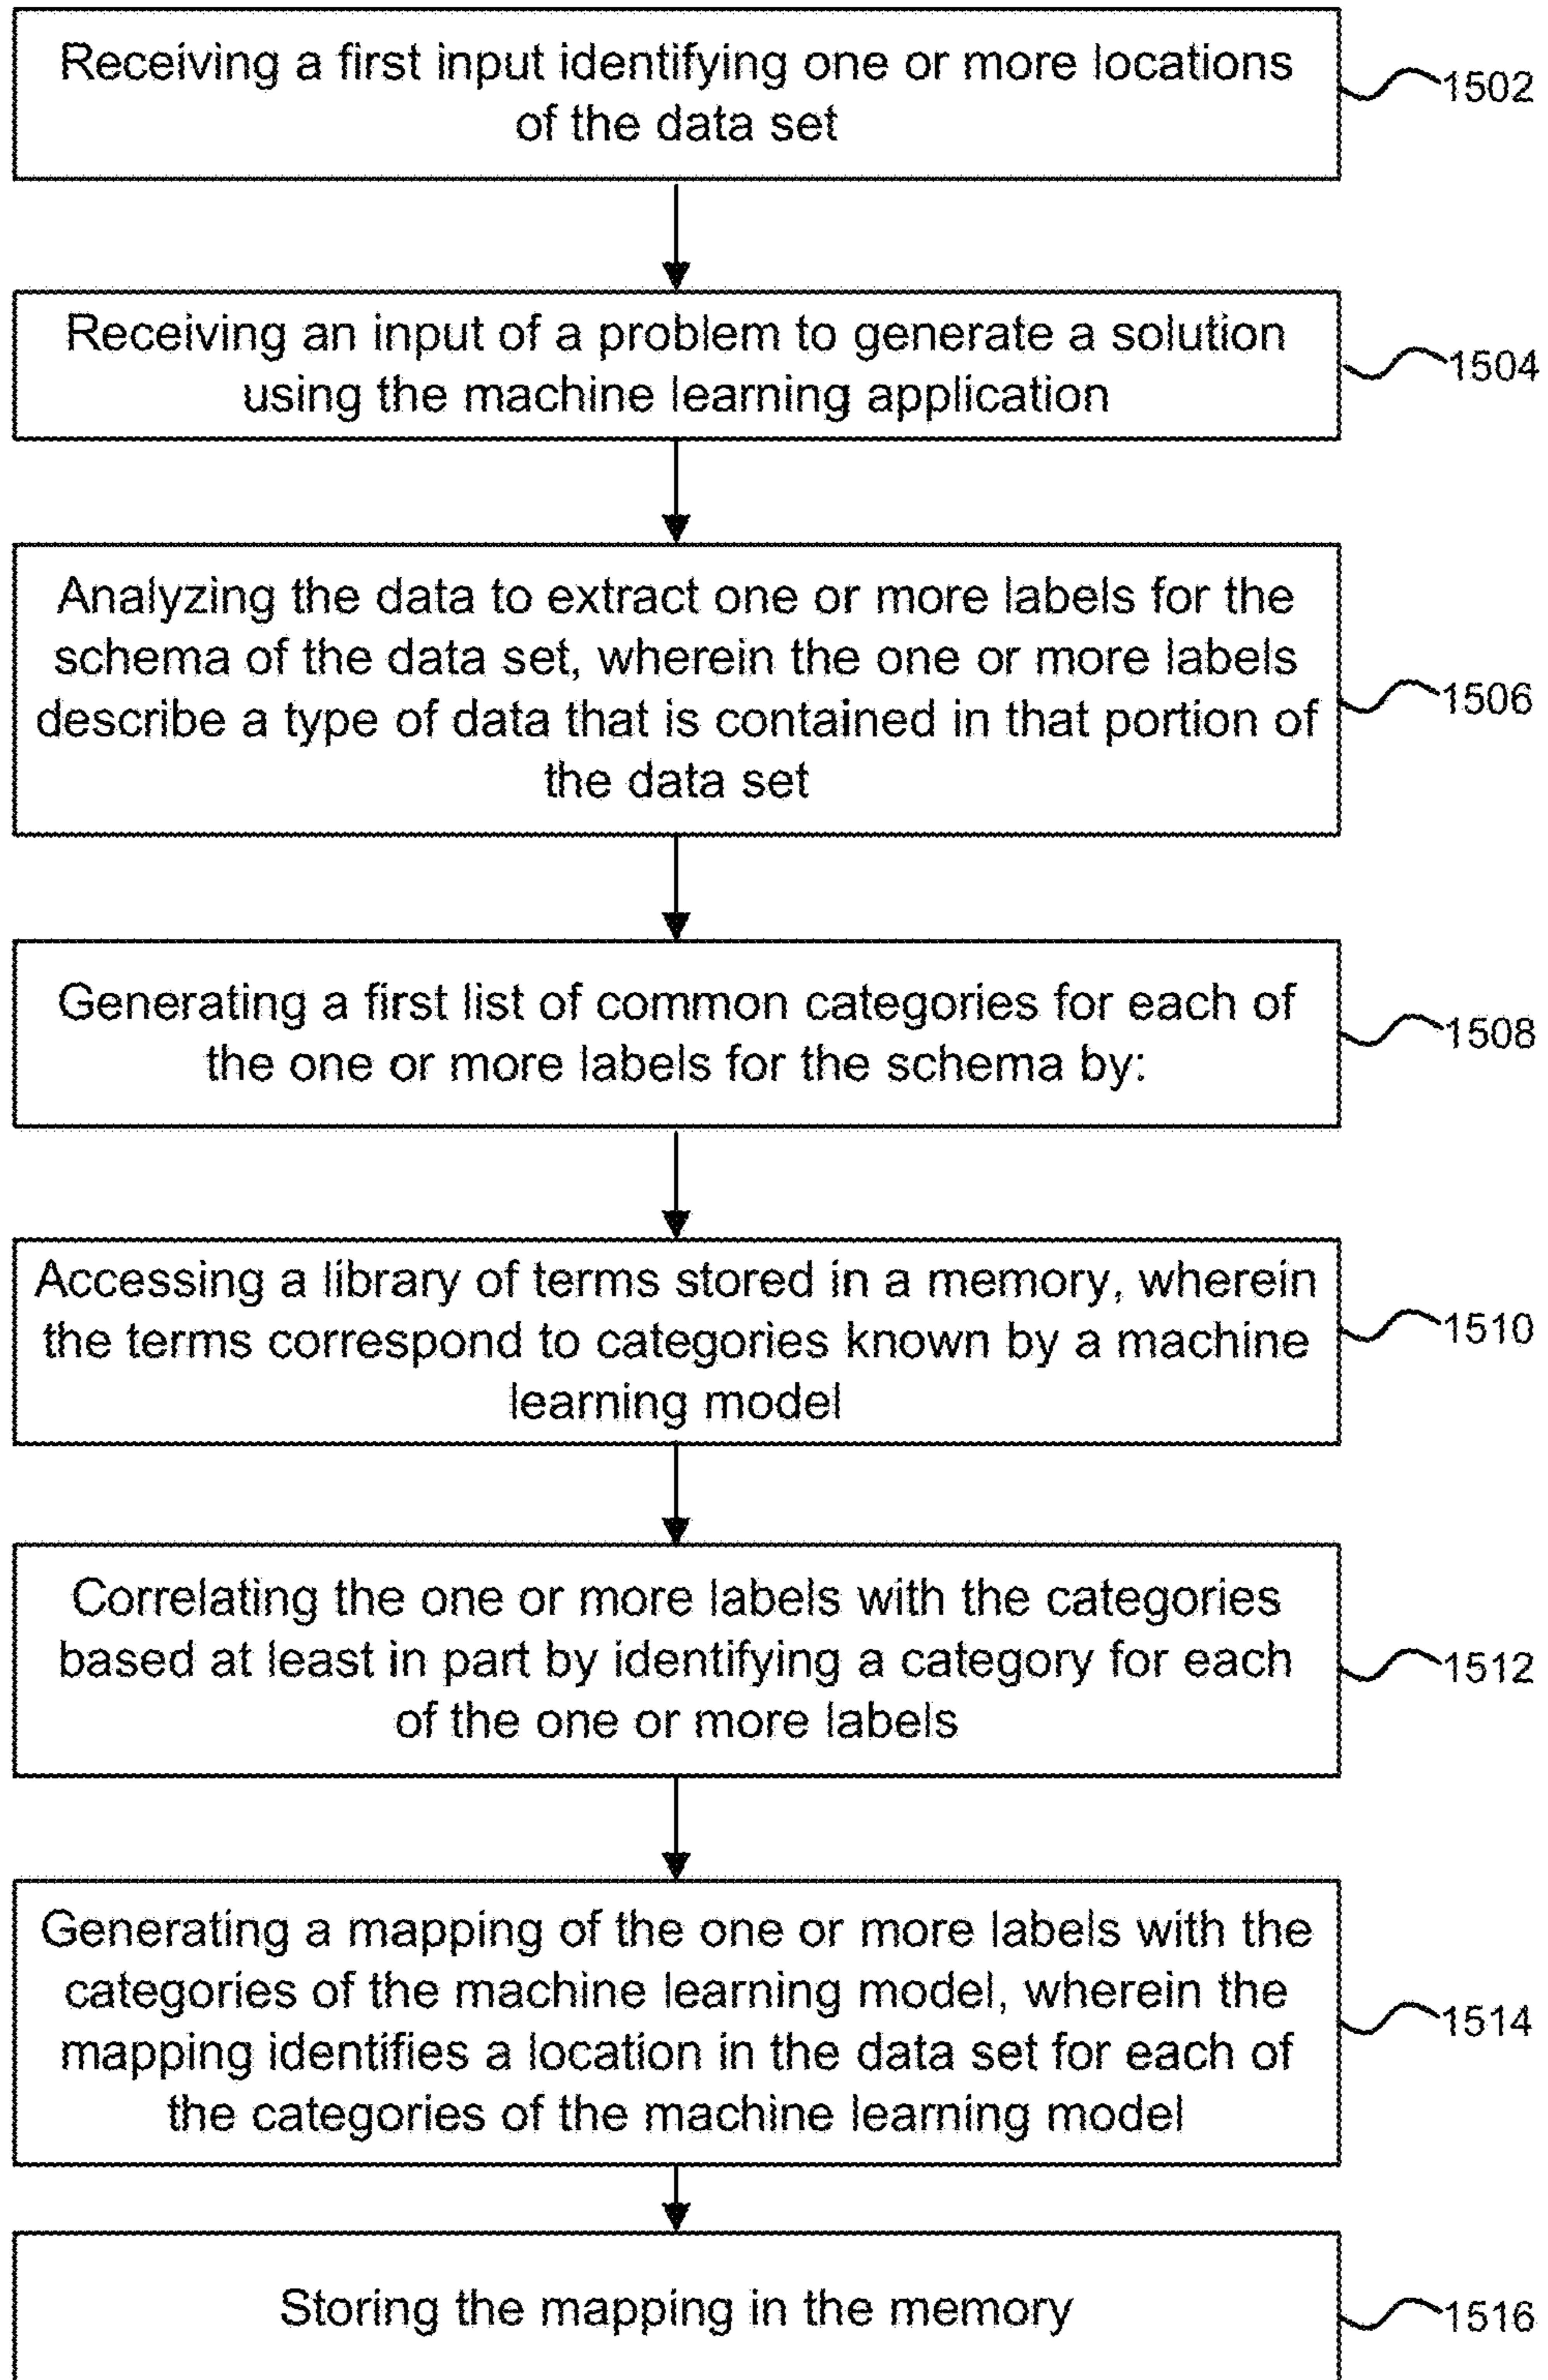 Receiving a first input identifying one or more locations
of the data set
1502
Receiving an input of a problem to generate a solution
using the machine learning application
1504
Analyzing the data to extract one or more labels for the
schema of the data set, wherein the one or more labels
describe a type of data that is contained in that portion of
the data set
1506
Generating a first list of common categories for each of
the one or more labels for the schema by:
1508
Accessing a library of terms stored in a memory, wherein
the terms correspond to categories known by a machine
learning model
1510
Correlating the one or more labels with the categories
based at least in part by identifying a category for each
of the one or more labels
1512
Generating a mapping of the one or more labels with the
categories of the machine learning model, wherein the
mapping identifies a location in the data set for each of
the categories of the machine learning model
1514
Storing the mapping in the memory
1516